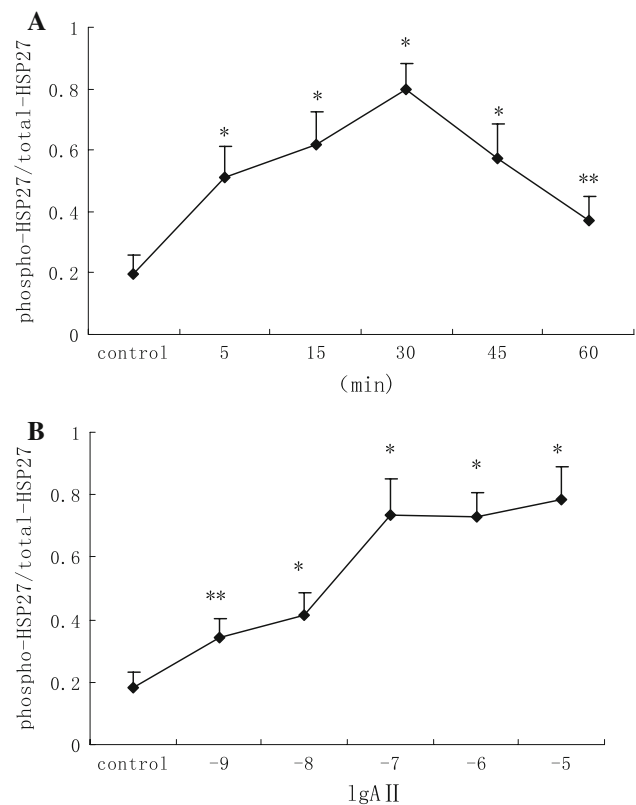 A
phospho-HSP27/total-HSP27
1
0.8
0.6
0.4
0.2
0
*
*
*
*
**
control 5 15 30 45 60
(min)
B
phospho-HSP27/total-HSP27
1
0.8
0.6
0.4
0.2
0
**
*
*
*
*
control -9 -8 -7 -6 -5
lgAⅡ